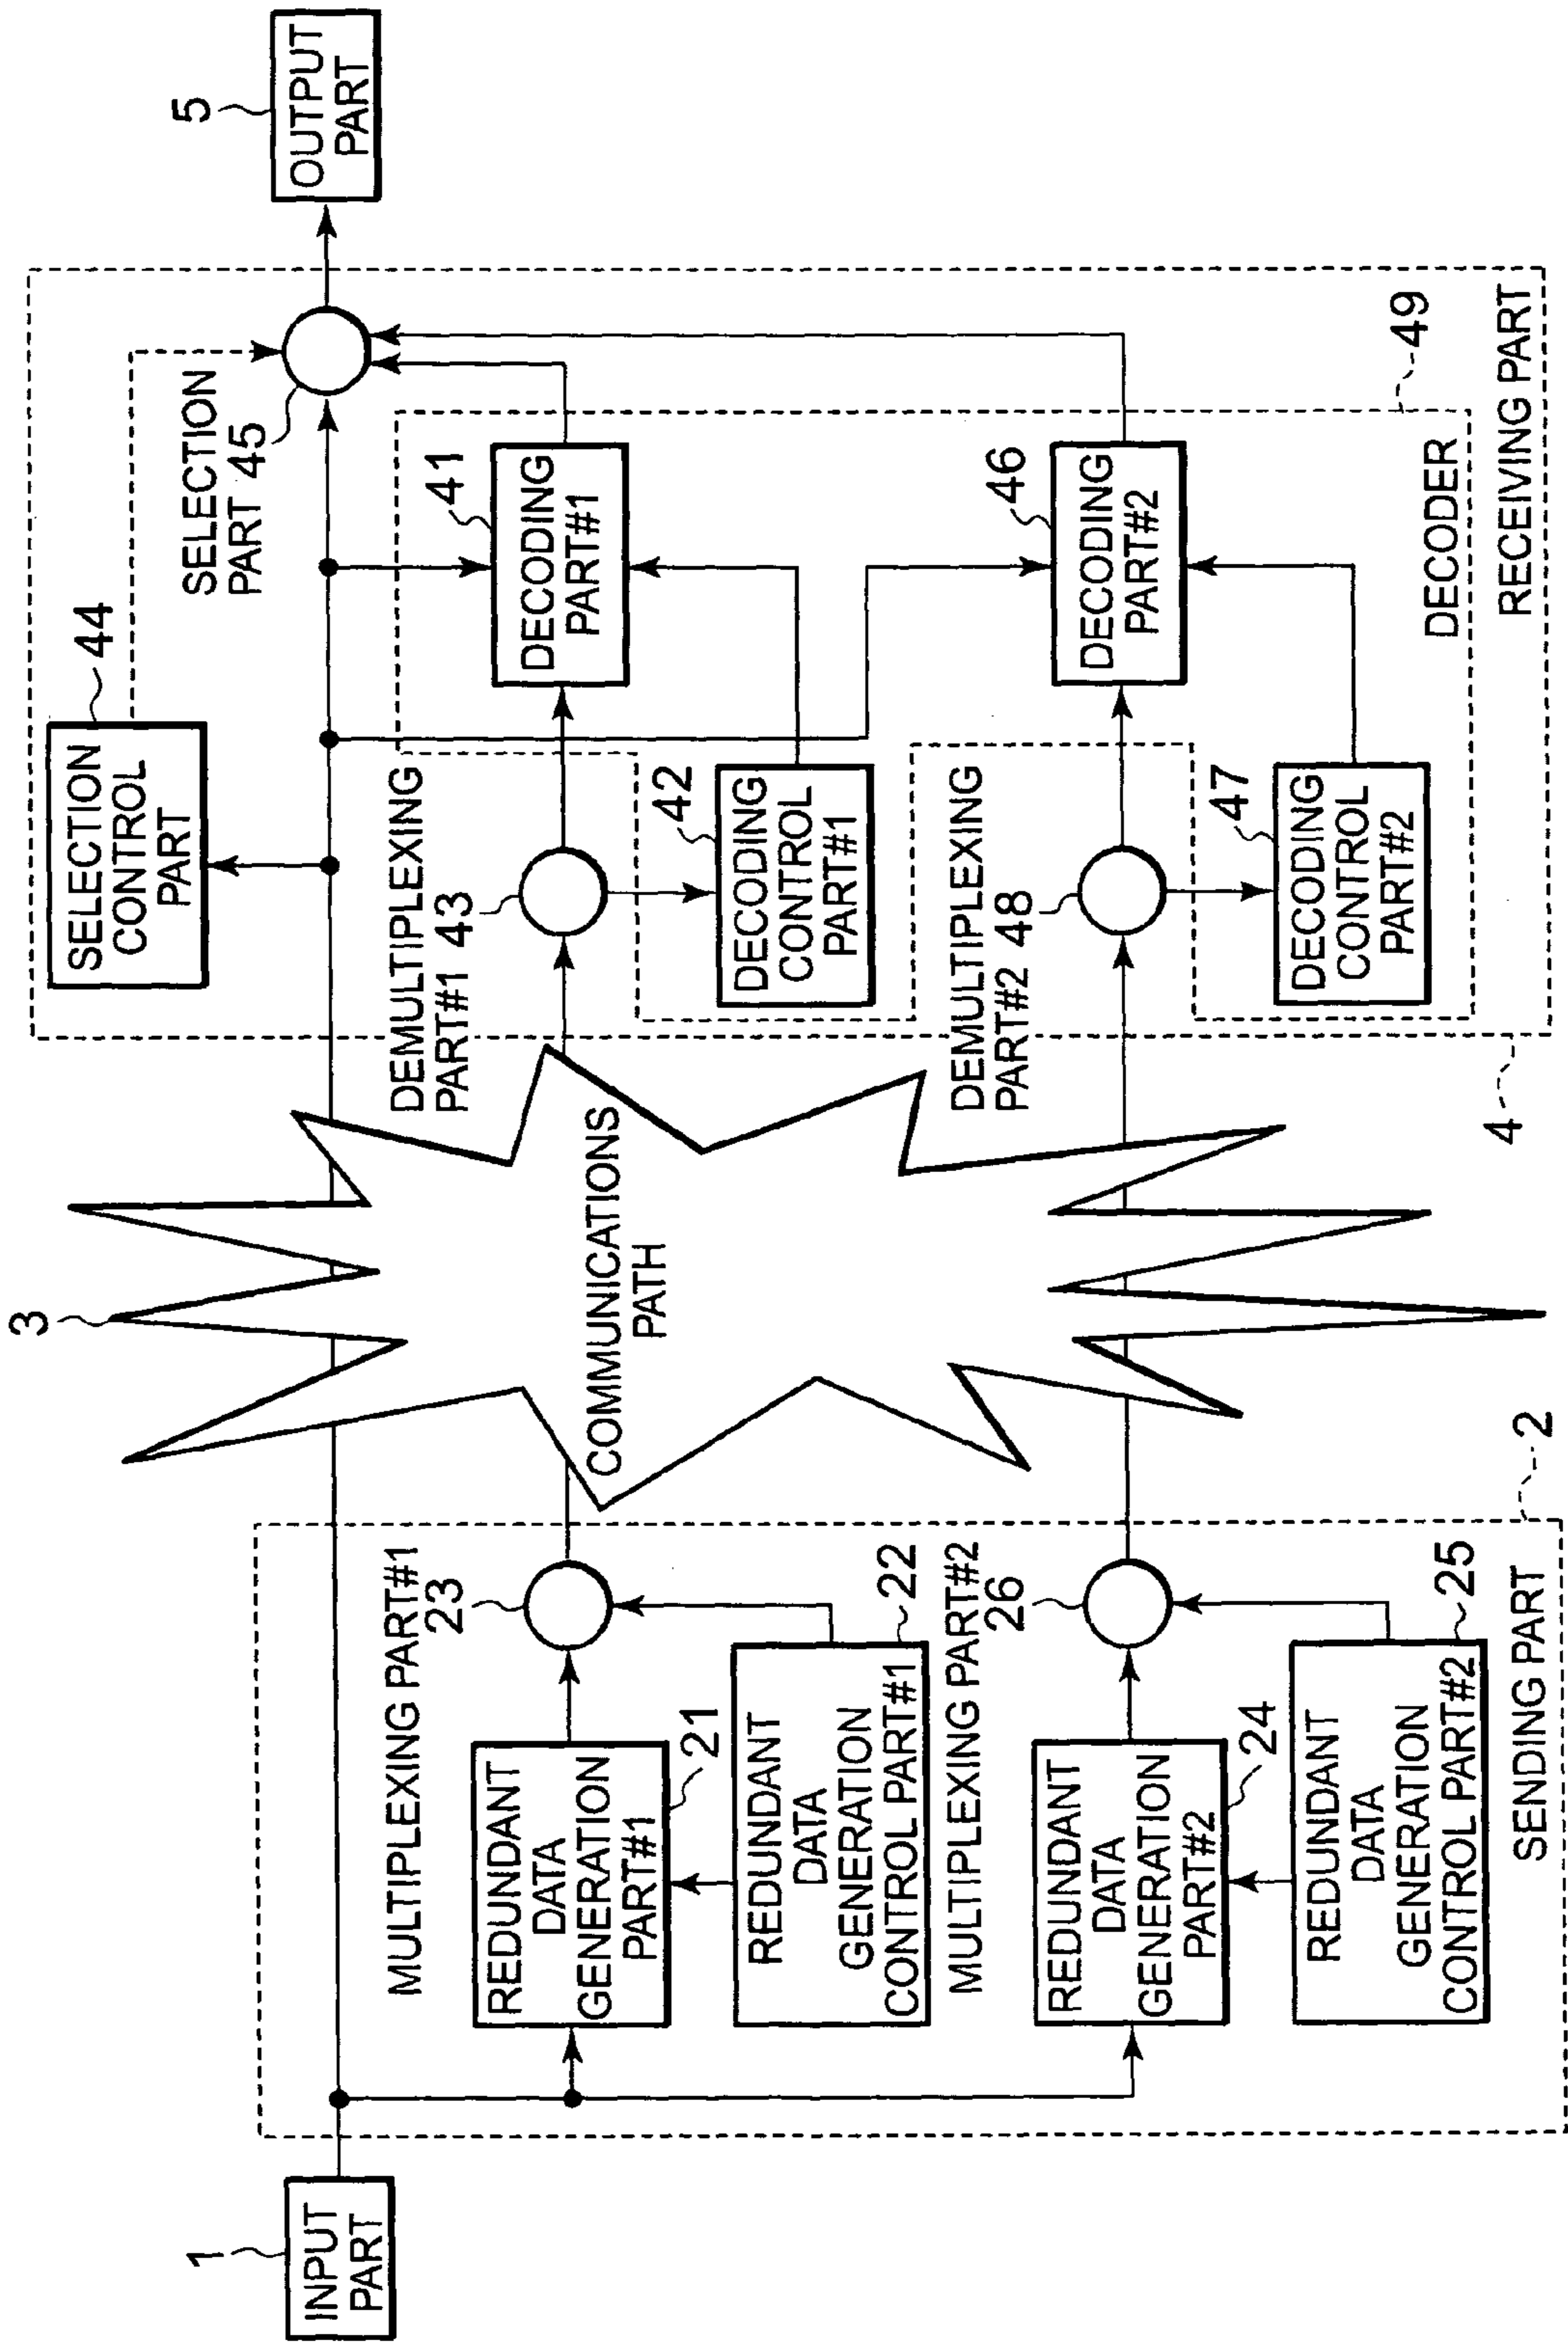 1
INPUT
PART
MULTIPLEXING PART#1
23
REDUNDANT
DATA
GENERATION
PART#1
21
REDUNDANT
DATA
GENERATION
CONTROL PART#1
22
MULTIPLEXING PART#2
26
REDUNDANT
DATA
GENERATION
PART#2
24
REDUNDANT
DATA
GENERATION
CONTROL PART#2
25
SENDING PART
2
3
COMMUNICATIONS
PATH
SELECTION
CONTROL
PART
44
SELECTION
PART 45
DEMULTIPLEXING
PART#1 43
DECODING
PART#1
41
DECODING
CONTROL
PART#1
42
DEMULTIPLEXING
PART#2 48
DECODING
PART#2
46
DECODING
CONTROL
PART#2
47
DECODER
49
RECEIVING PART
4
5
OUTPUT
PART